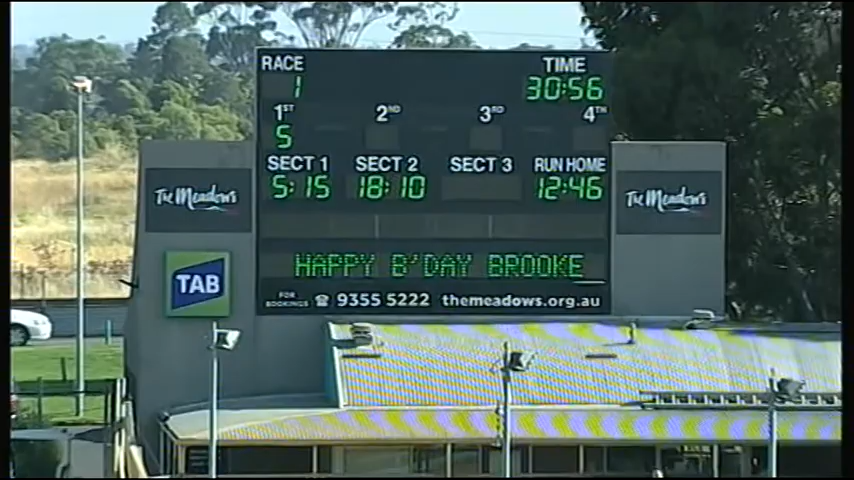 RACE TIME
1 30:56
1ST 2ND 3RD 4TH
5
SECT 1 SECT 2 SECT 3 RUN HOME
5:15 18:10 12:46
The Meadows The Meadows
HAPPY B'DAY BROOKE
TAB
FOR BOOKINGS ☎ 9355 5222 themeadows.org.au